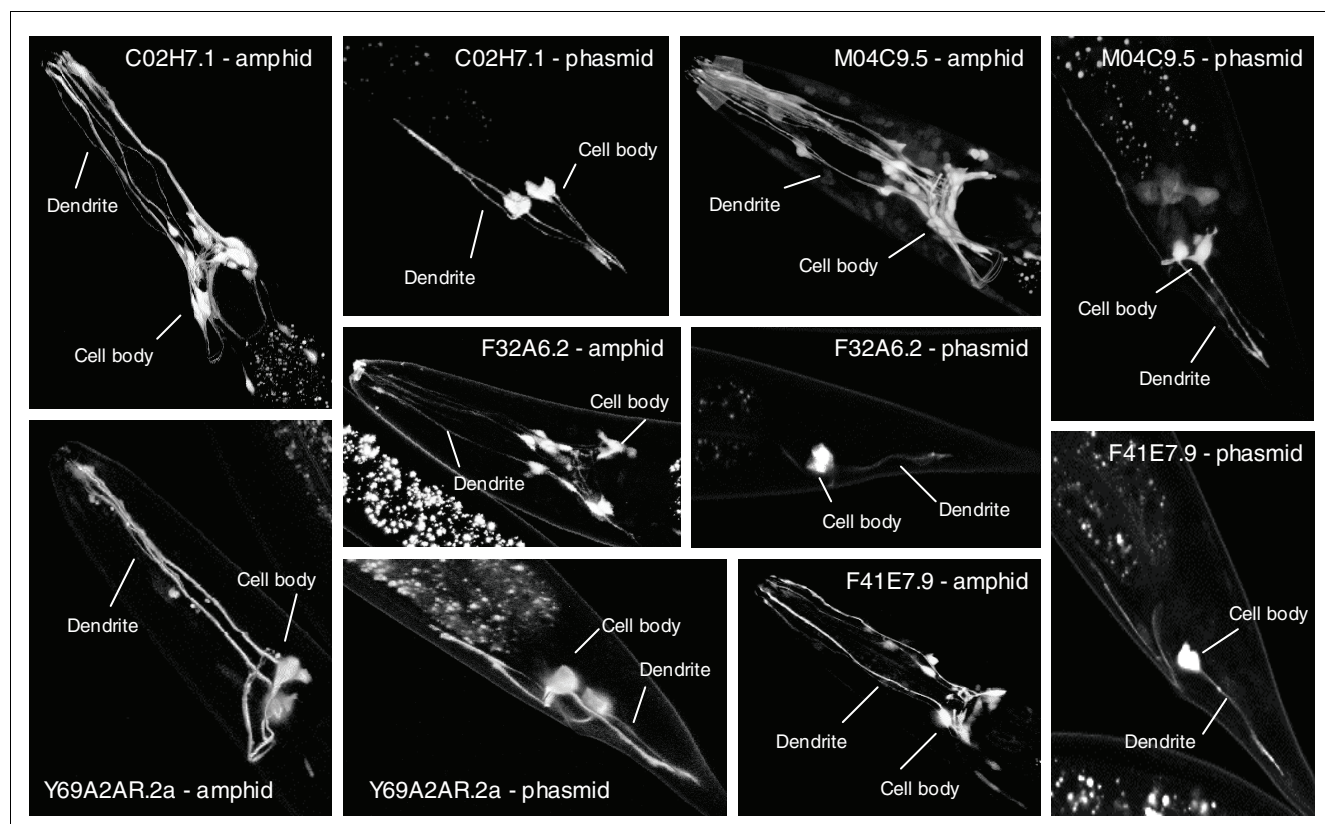 C02H7.1 - amphid
Dendrite
Cell body
C02H7.1 - phasmid
Cell body
Dendrite
M04C9.5 - amphid
Dendrite
Cell body
M04C9.5 - phasmid
Cell body
Dendrite
F32A6.2 - amphid
Cell body
Dendrite
F32A6.2 - phasmid
Cell body
Dendrite
Cell body
Dendrite
Y69A2AR.2a - amphid
Cell body
Dendrite
Y69A2AR.2a - phasmid
F41E7.9 - amphid
Dendrite
Cell body
F41E7.9 - phasmid
Cell body
Dendrite